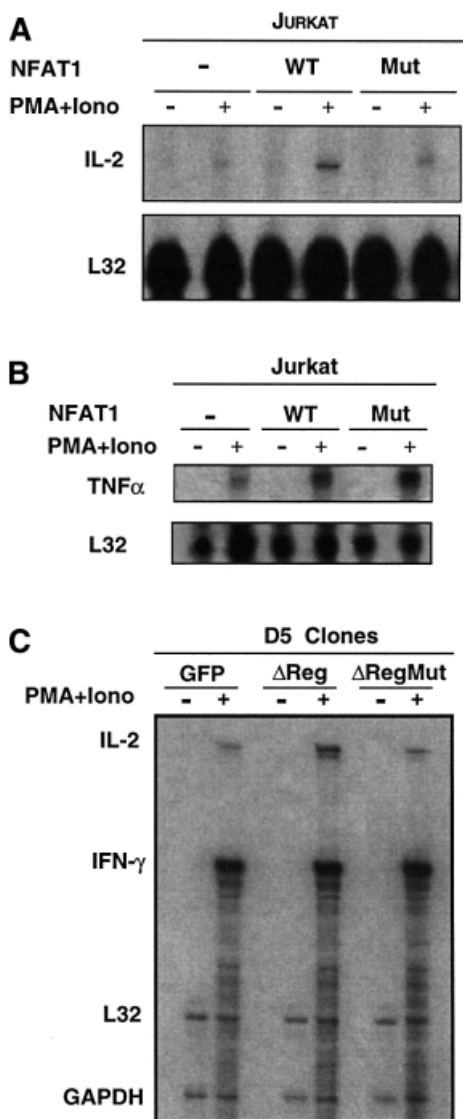 A
JURKAT
NFAT1 - WT Mut
PMA+Iono - + - + - +
IL-2
L32
B
Jurkat
NFAT1 - WT Mut
PMA+Iono - + - + - +
TNFα
L32
C
D5 Clones
GFP ΔReg ΔRegMut
PMA+Iono - + - + - +
IL-2
IFN-γ
L32
GAPDH